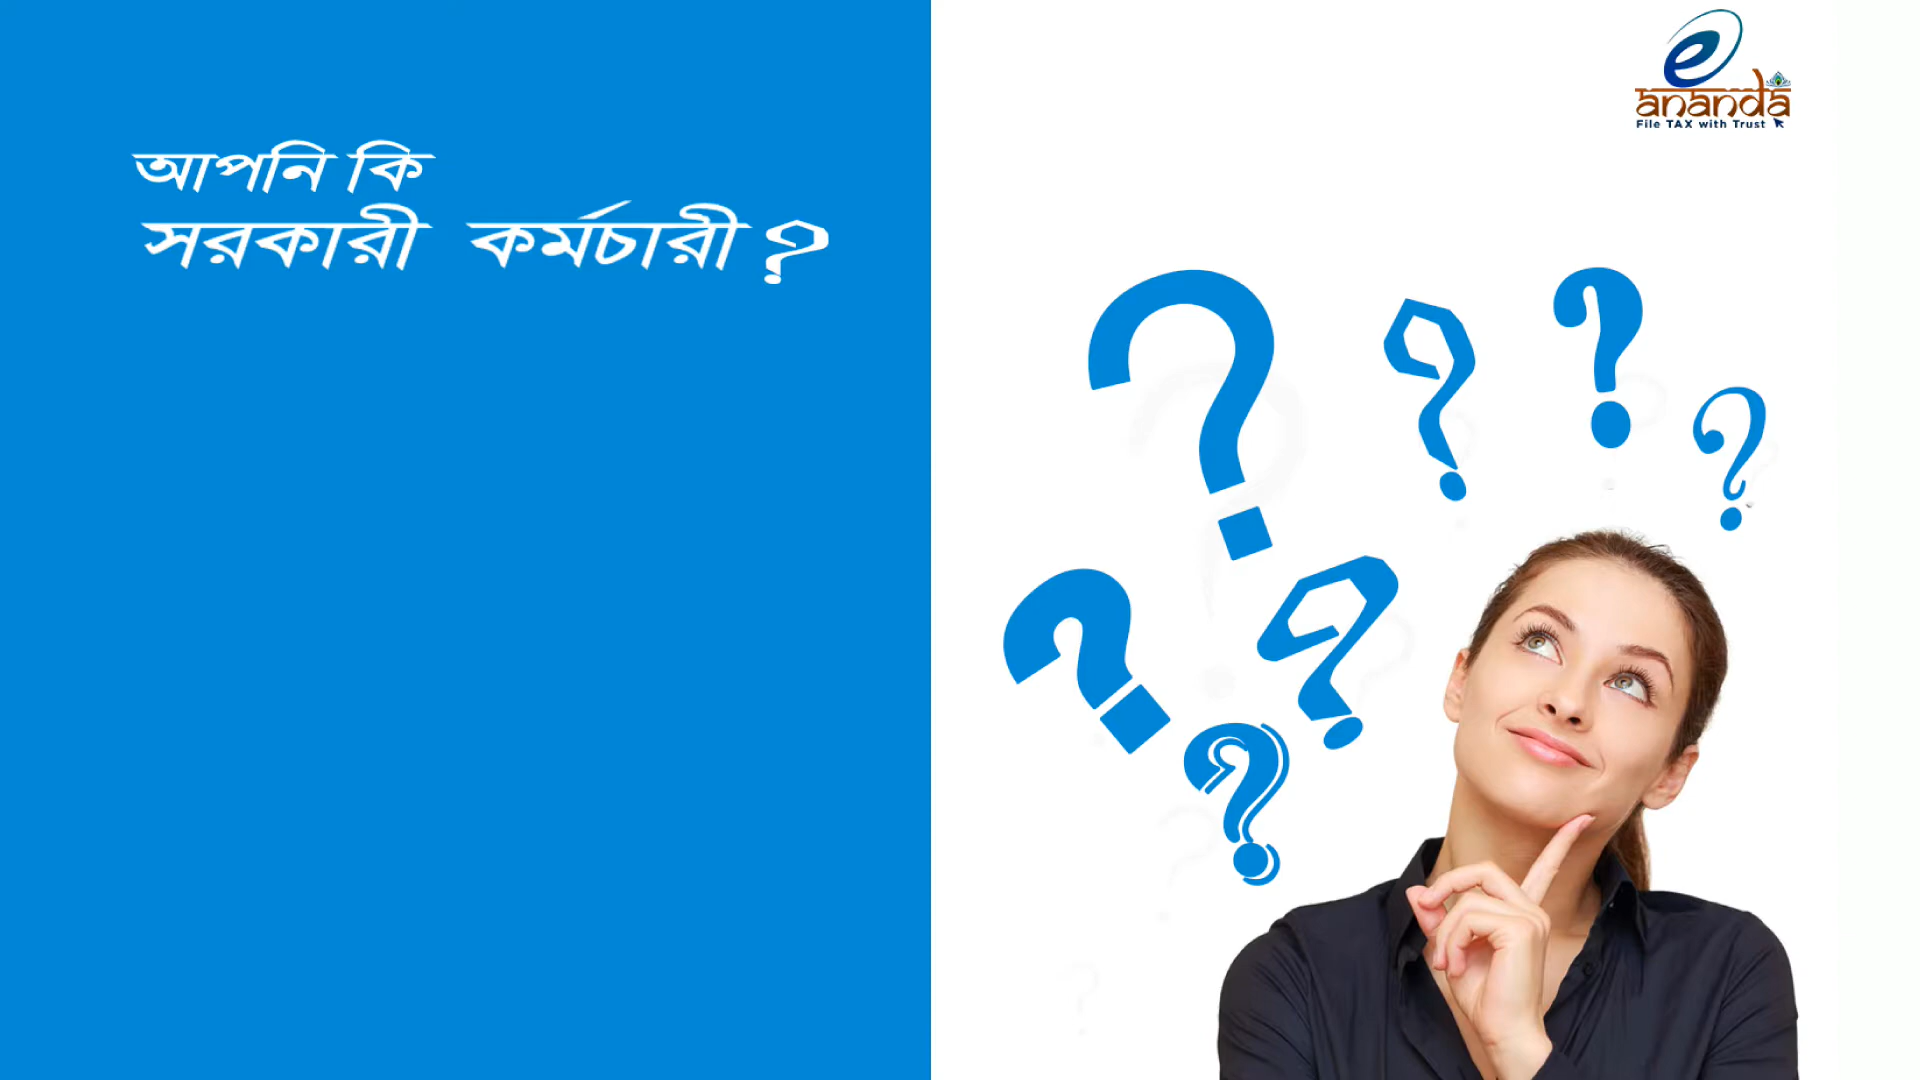 আপনি কি
সরকারী কর্মচারী ?
e
ananda
File TAX with Trust